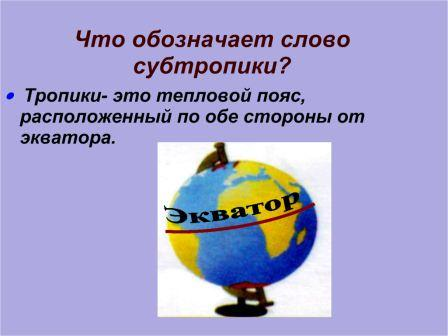 Что обозначает слово
субтропики?
Тропики- это тепловой пояс,
расположенный по обе стороны от
экватора.
Экватор